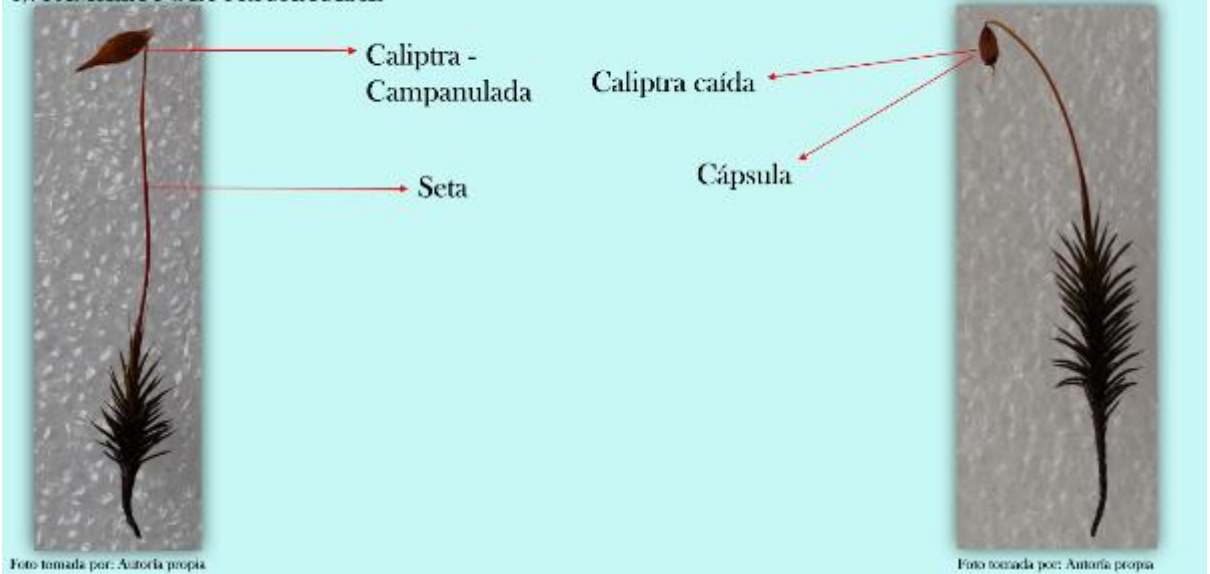 Caliptra -
Campanulada
Seta
Caliptra caída
Cápsula
Foto tomada por: Autoría propia
Foto tomada por: Autoría propia